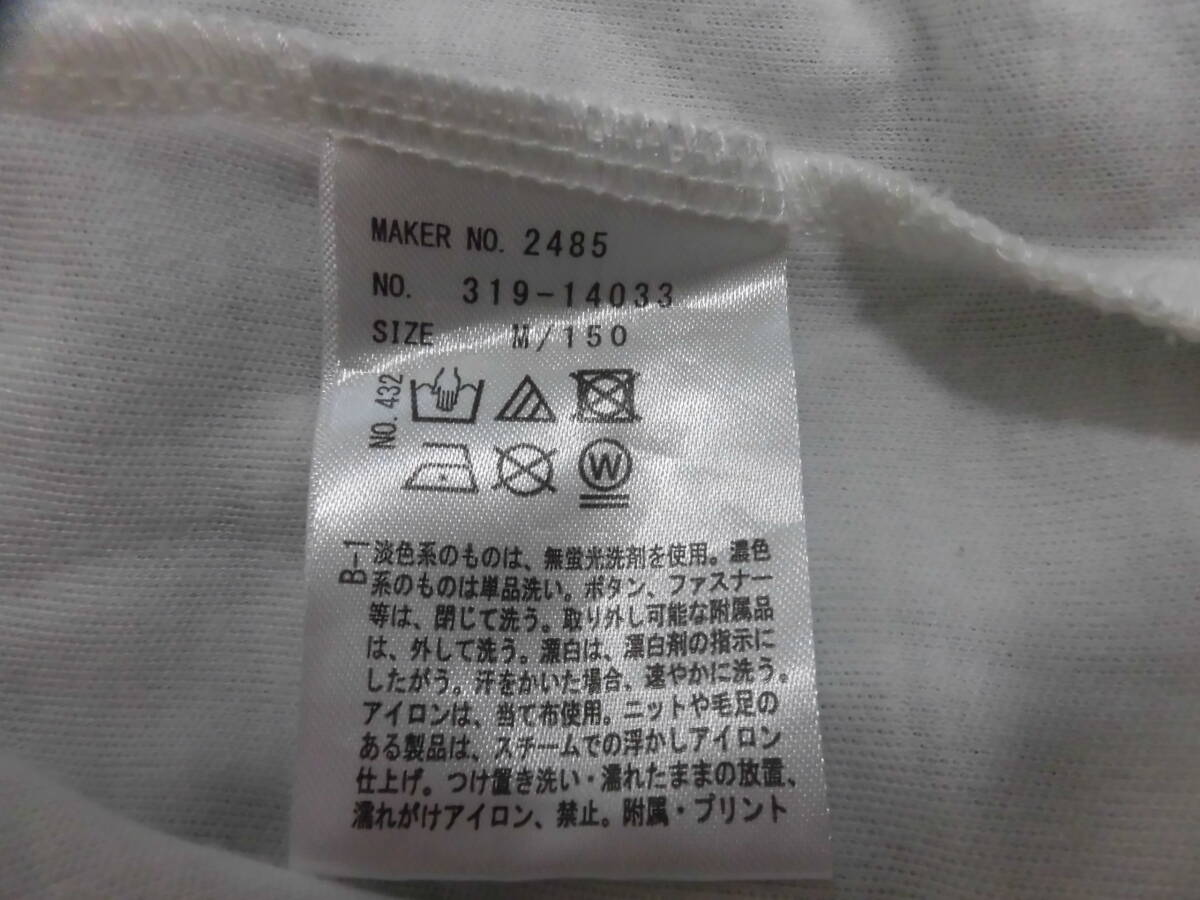 MAKER NO. 2485
NO. 319-14033
SIZE M/150
NO. 432
W
B-1
淡色系のものは、無蛍光洗剤を使用。濃色
系のものは単品洗い。ボタン、ファスナー
等は、閉じて洗う。取り外し可能な附属品
は、外して洗う。漂白は、漂白剤の指示に
したがう。汗をかいた場合、速やかに洗う。
アイロンは、当て布使用。ニットや毛足の
ある製品は、スチームでの浮かしアイロン
仕上げ。つけ置き洗い・濡れたままの放置、
濡れがけアイロン、禁止。附属・プリント